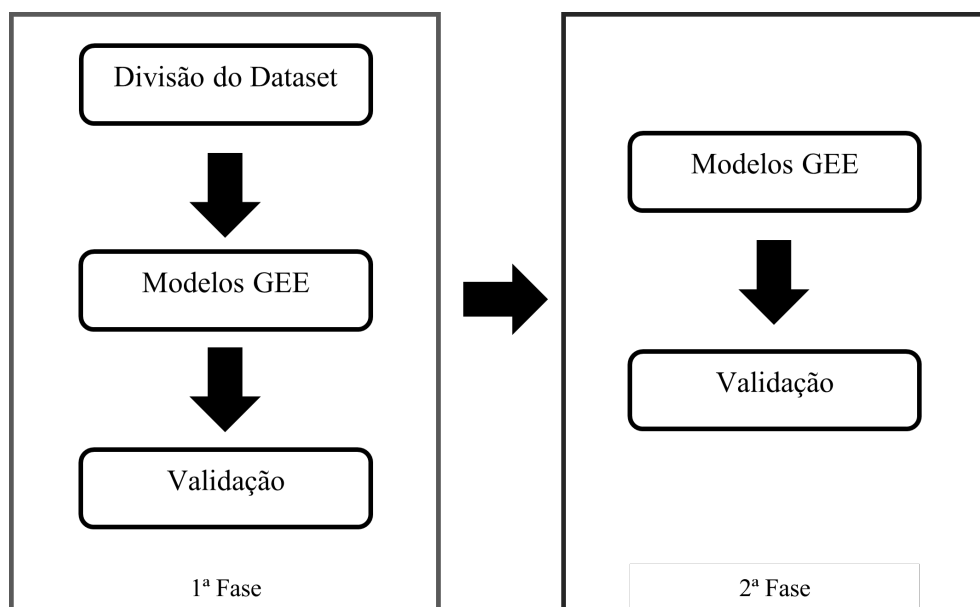 Divisão do Dataset
Modelos GEE
Validação
1ª Fase
Modelos GEE
Validação
2ª Fase